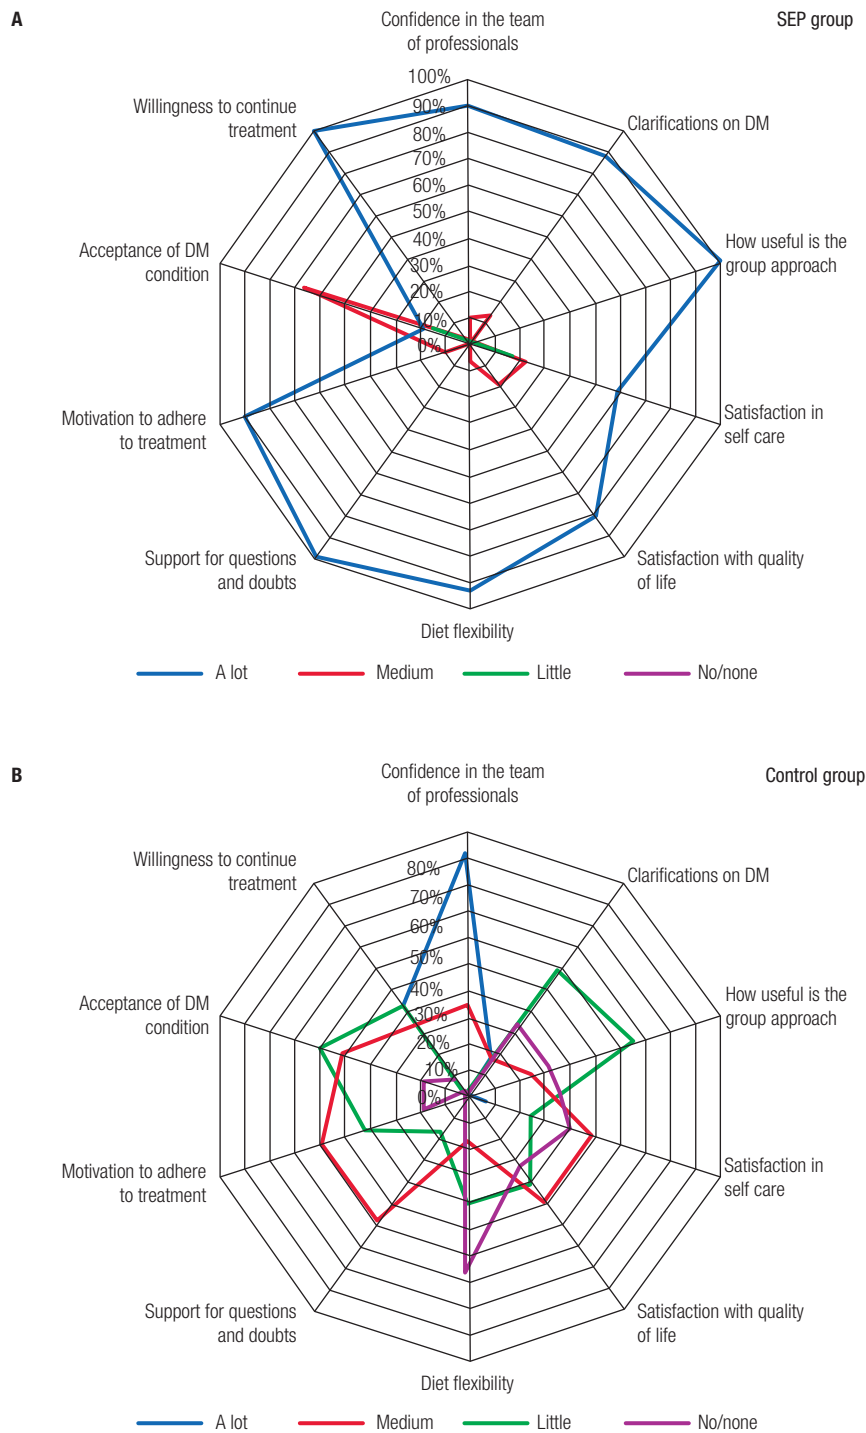 A
SEP group
Confidence in the team
of professionals
100%
90%
80%
70%
60%
50%
40%
30%
20%
10%
0%
Willingness to continue
treatment
Clarifications on DM
Acceptance of DM
condition
How useful is the
group approach
Motivation to adhere
to treatment
Satisfaction in
self care
Support for questions
and doubts
Satisfaction with quality
of life
Diet flexibility
A lot
Medium
Little
No/none
B
Control group
Confidence in the team
of professionals
80%
70%
60%
50%
40%
30%
20%
10%
0%
Willingness to continue
treatment
Clarifications on DM
Acceptance of DM
condition
How useful is the
group approach
Motivation to adhere
to treatment
Satisfaction in
self care
Support for questions
and doubts
Satisfaction with quality
of life
Diet flexibility
A lot
Medium
Little
No/none